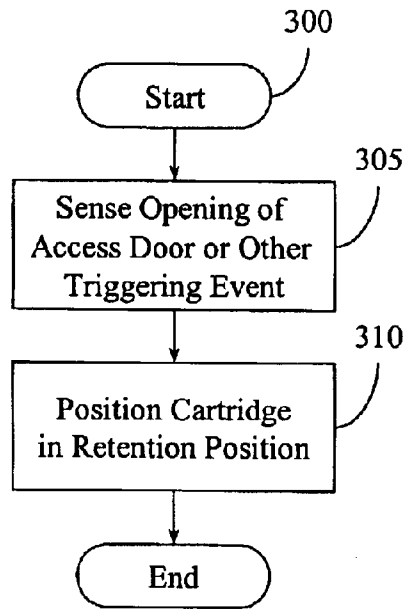 300
Start
305
Sense Opening of
Access Door or Other
Triggering Event
310
Position Cartridge
in Retention Position
End